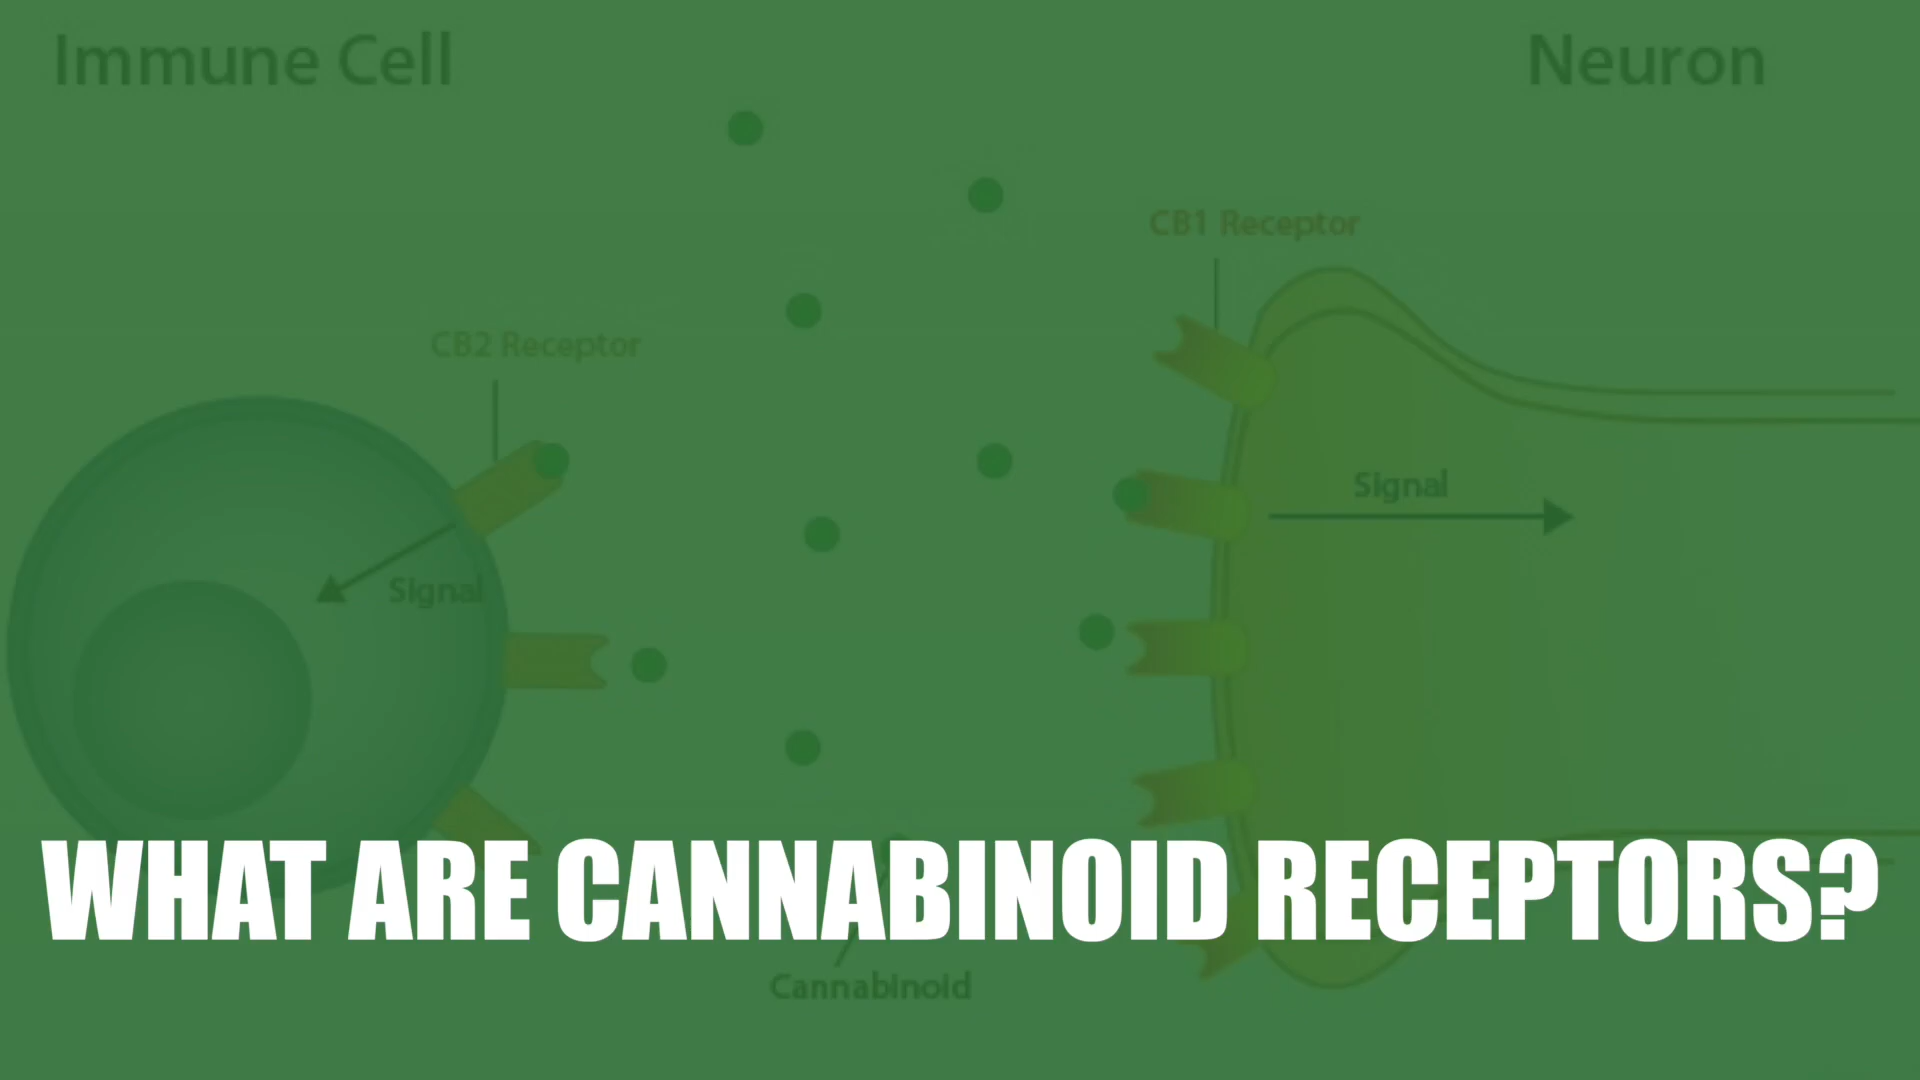 Immune Cell
Neuron
CB1 Receptor
CB2 Receptor
Signal
Signal
WHAT ARE CANNABINOID RECEPTORS?
Cannabinoid